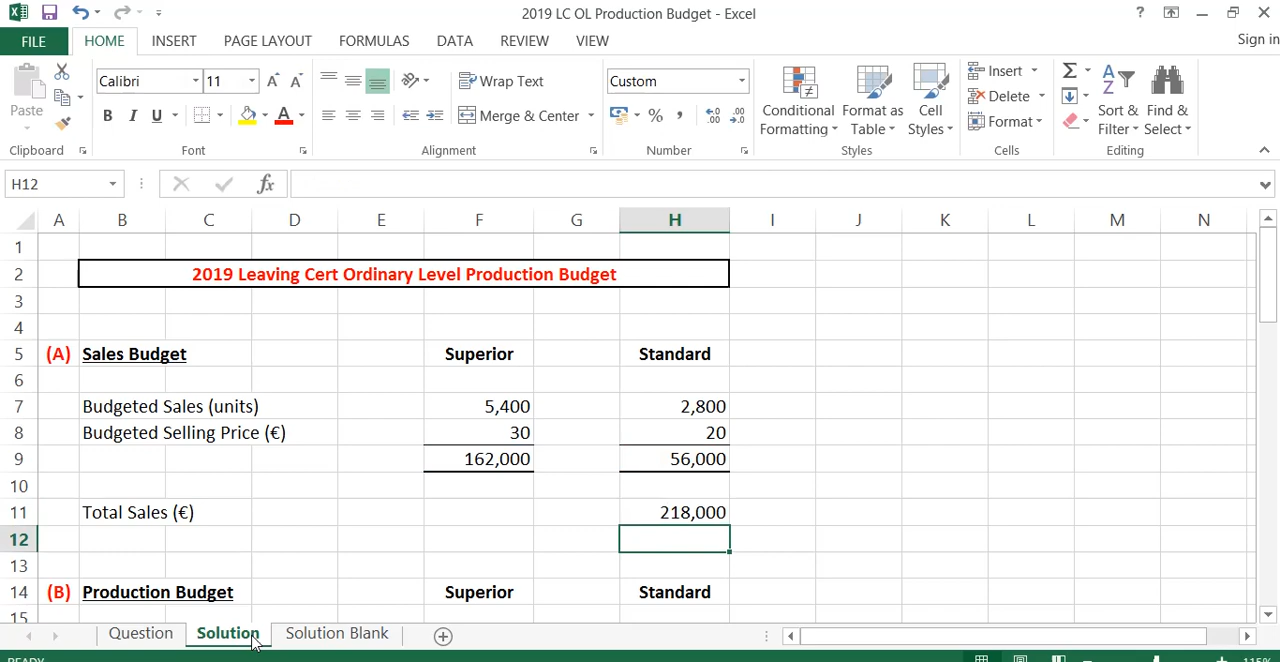 2019 LC OL Production Budget - Excel
Sign in
FILE HOME INSERT PAGE LAYOUT FORMULAS DATA REVIEW VIEW
Paste
Calibri 11
Wrap Text
Custom
Conditional Formatting
Format as Table
Cell Styles
Insert
Delete
Format
Sort & Filter
Find & Select
B I U
Merge & Center
Clipboard Font Alignment Number Styles Cells Editing
H12
A B C D E F G H I J K L M N
1
2 2019 Leaving Cert Ordinary Level Production Budget
3
4
5 (A) Sales Budget Superior Standard
6
7 Budgeted Sales (units) 5,400 2,800
8 Budgeted Selling Price (€) 30 20
9 162,000 56,000
10
11 Total Sales (€) 218,000
12
13
14 (B) Production Budget Superior Standard
15
Question Solution Solution Blank
READY 115%